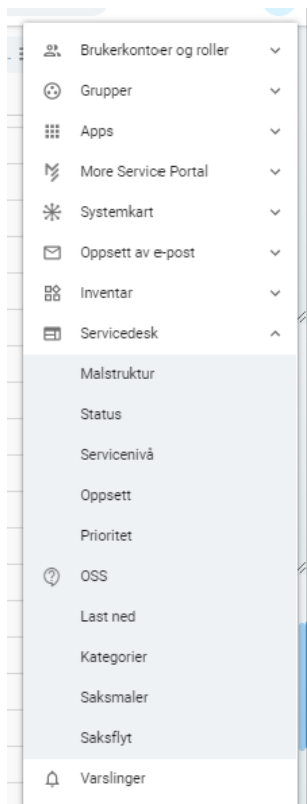 Brukerkontoer og roller
Grupper
Apps
More Service Portal
Systemkart
Oppsett av e-post
Inventar
Servicedesk
Malstruktur
Status
Servicenivå
Oppsett
Prioritet
OSS
Last ned
Kategorier
Saksmaler
Saksflyt
Varslinger